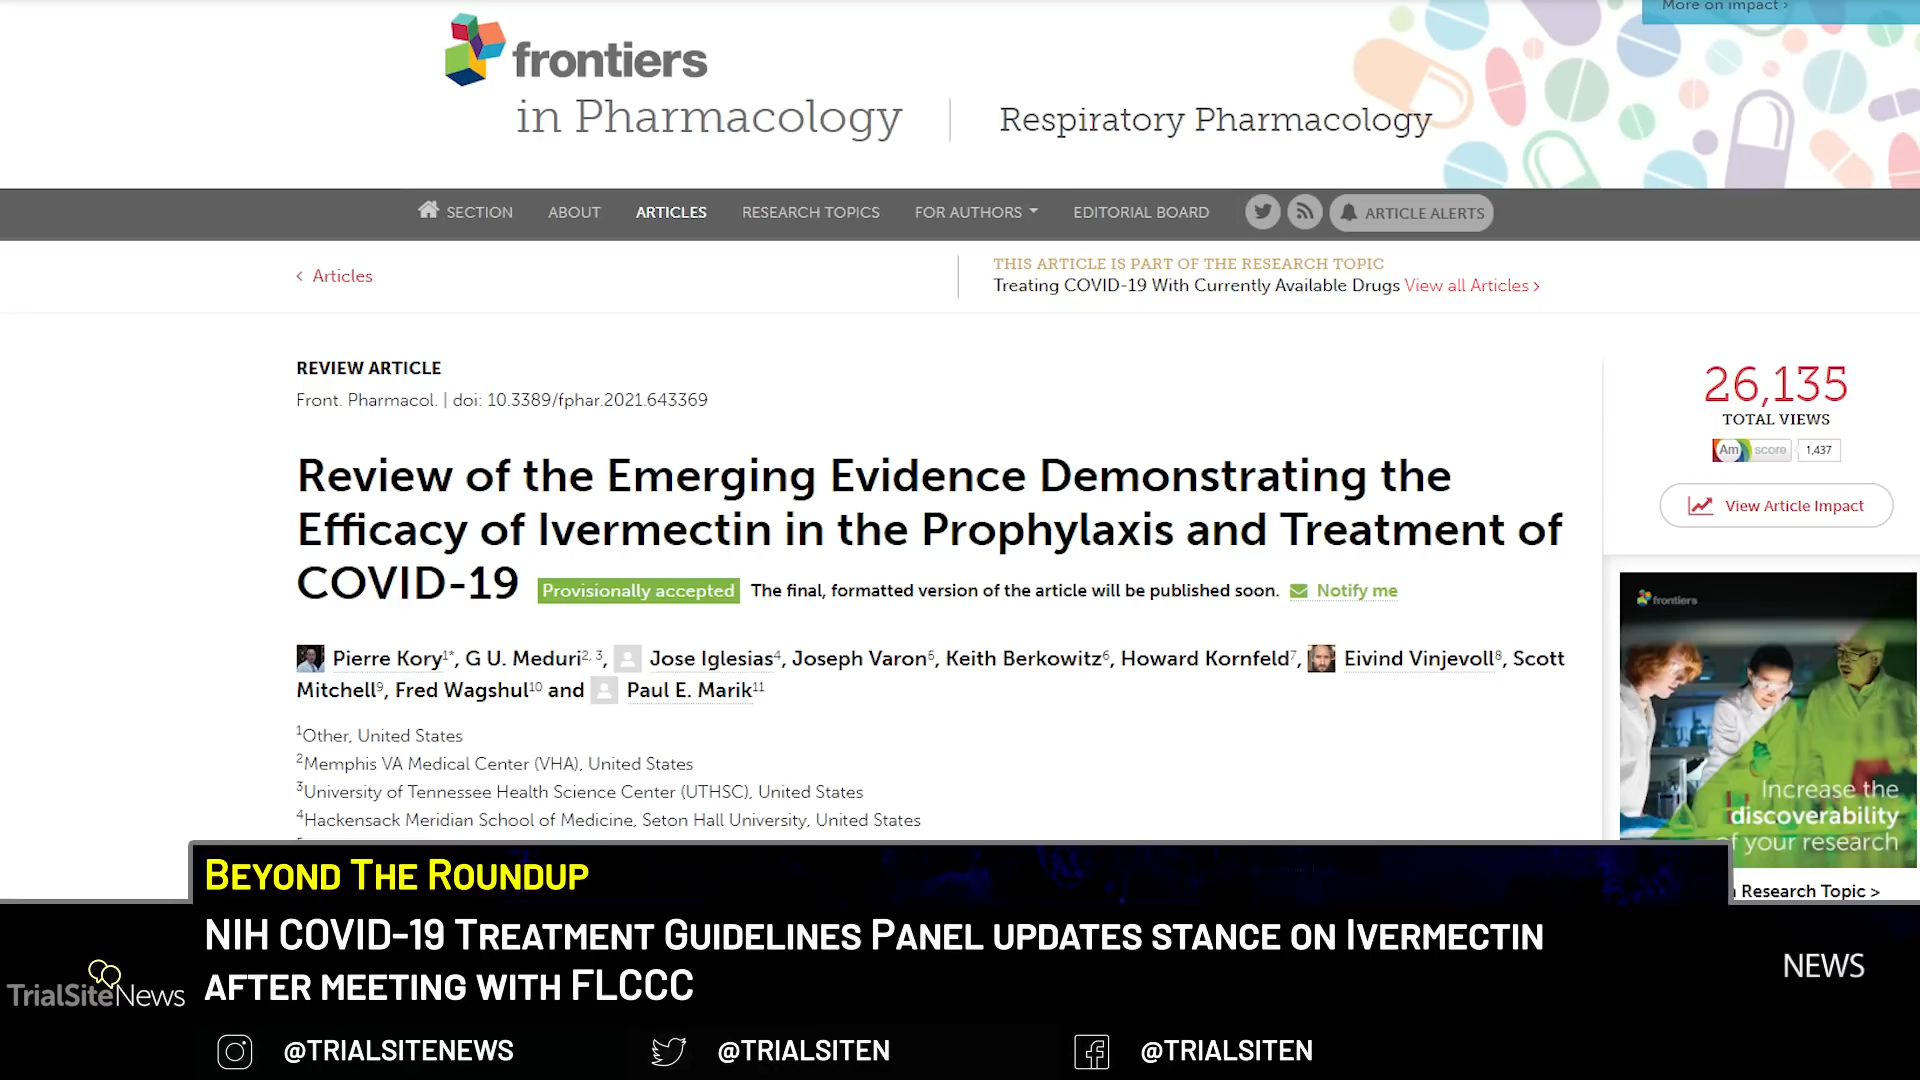 More on impact ›
frontiers
in Pharmacology
Respiratory Pharmacology
SECTION ABOUT ARTICLES RESEARCH TOPICS FOR AUTHORS EDITORIAL BOARD ARTICLE ALERTS
‹ Articles
THIS ARTICLE IS PART OF THE RESEARCH TOPIC
Treating COVID-19 With Currently Available Drugs View all Articles ›
REVIEW ARTICLE
Front. Pharmacol. | doi: 10.3389/fphar.2021.643369
Review of the Emerging Evidence Demonstrating the
Efficacy of Ivermectin in the Prophylaxis and Treatment of
COVID-19 Provisionally accepted The final, formatted version of the article will be published soon. Notify me
Pierre Kory1*, G U. Meduri2, 3, Jose Iglesias4, Joseph Varon5, Keith Berkowitz6, Howard Kornfeld7, Eivind Vinjevoll8, Scott
Mitchell9, Fred Wagshul10 and Paul E. Marik11
1Other, United States
2Memphis VA Medical Center (VHA), United States
3University of Tennessee Health Science Center (UTHSC), United States
4Hackensack Meridian School of Medicine, Seton Hall University, United States
26,135
TOTAL VIEWS
Am score 1,437
View Article Impact
frontiers
Increase the
discoverability
of your research
Research Topic >
BEYOND THE ROUNDUP
NIH COVID-19 TREATMENT GUIDELINES PANEL UPDATES STANCE ON IVERMECTIN
AFTER MEETING WITH FLCCC
TrialSiteNews
NEWS
@TRIALSITENEWS @TRIALSITEN @TRIALSITEN